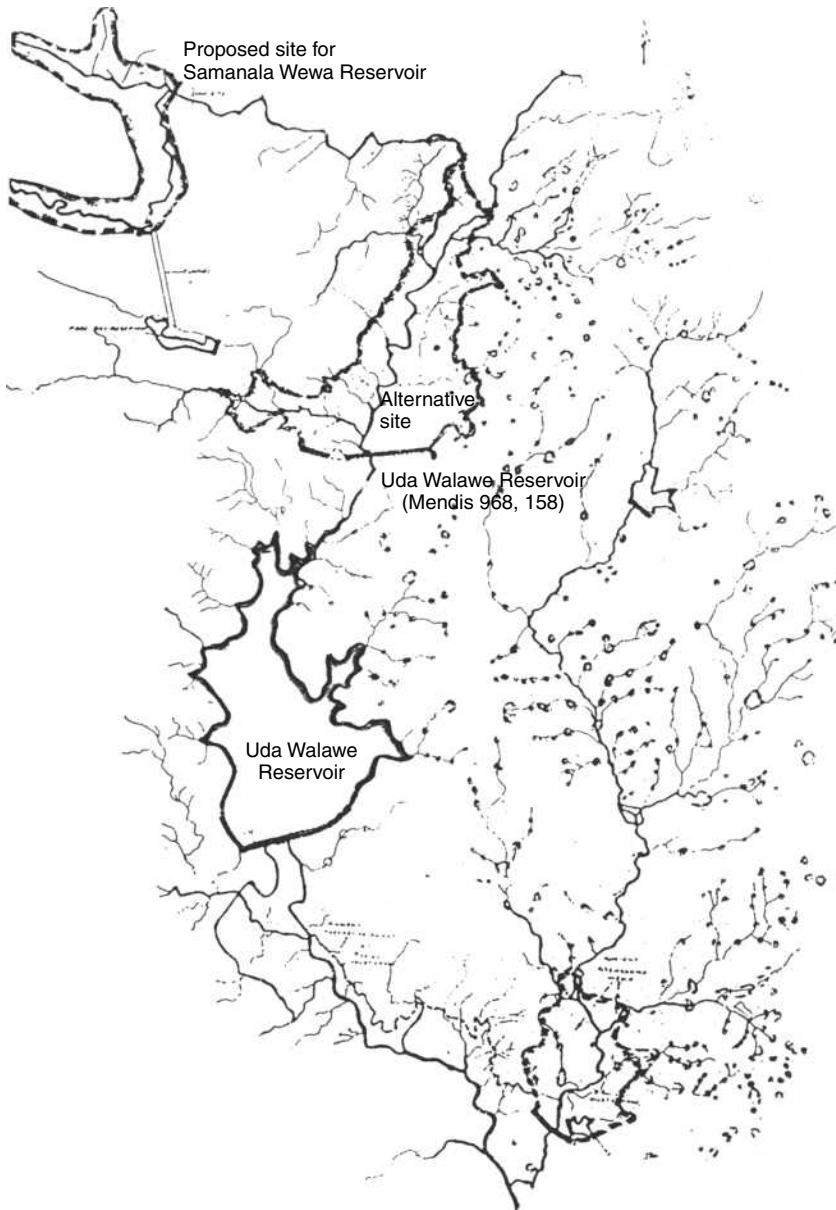 Proposed site for
Samanala Wewa Reservoir
Alternative
site
Uda Walawe Reservoir
(Mendis 968, 158)
Uda Walawe
Reservoir